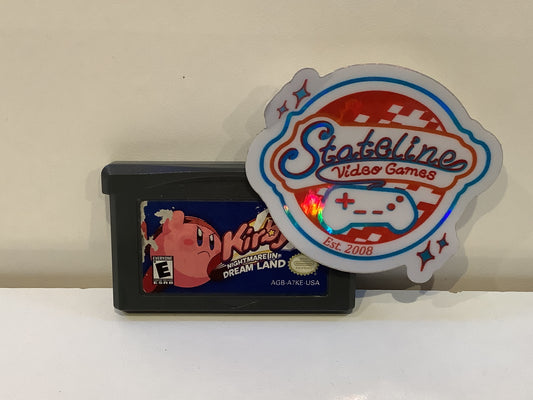 Stateline
Video Games
Est. 2008
Kirby
NIGHTMARE IN
DREAM LAND
EVERYONE
E
ESRB
AGB-A7KE-USA